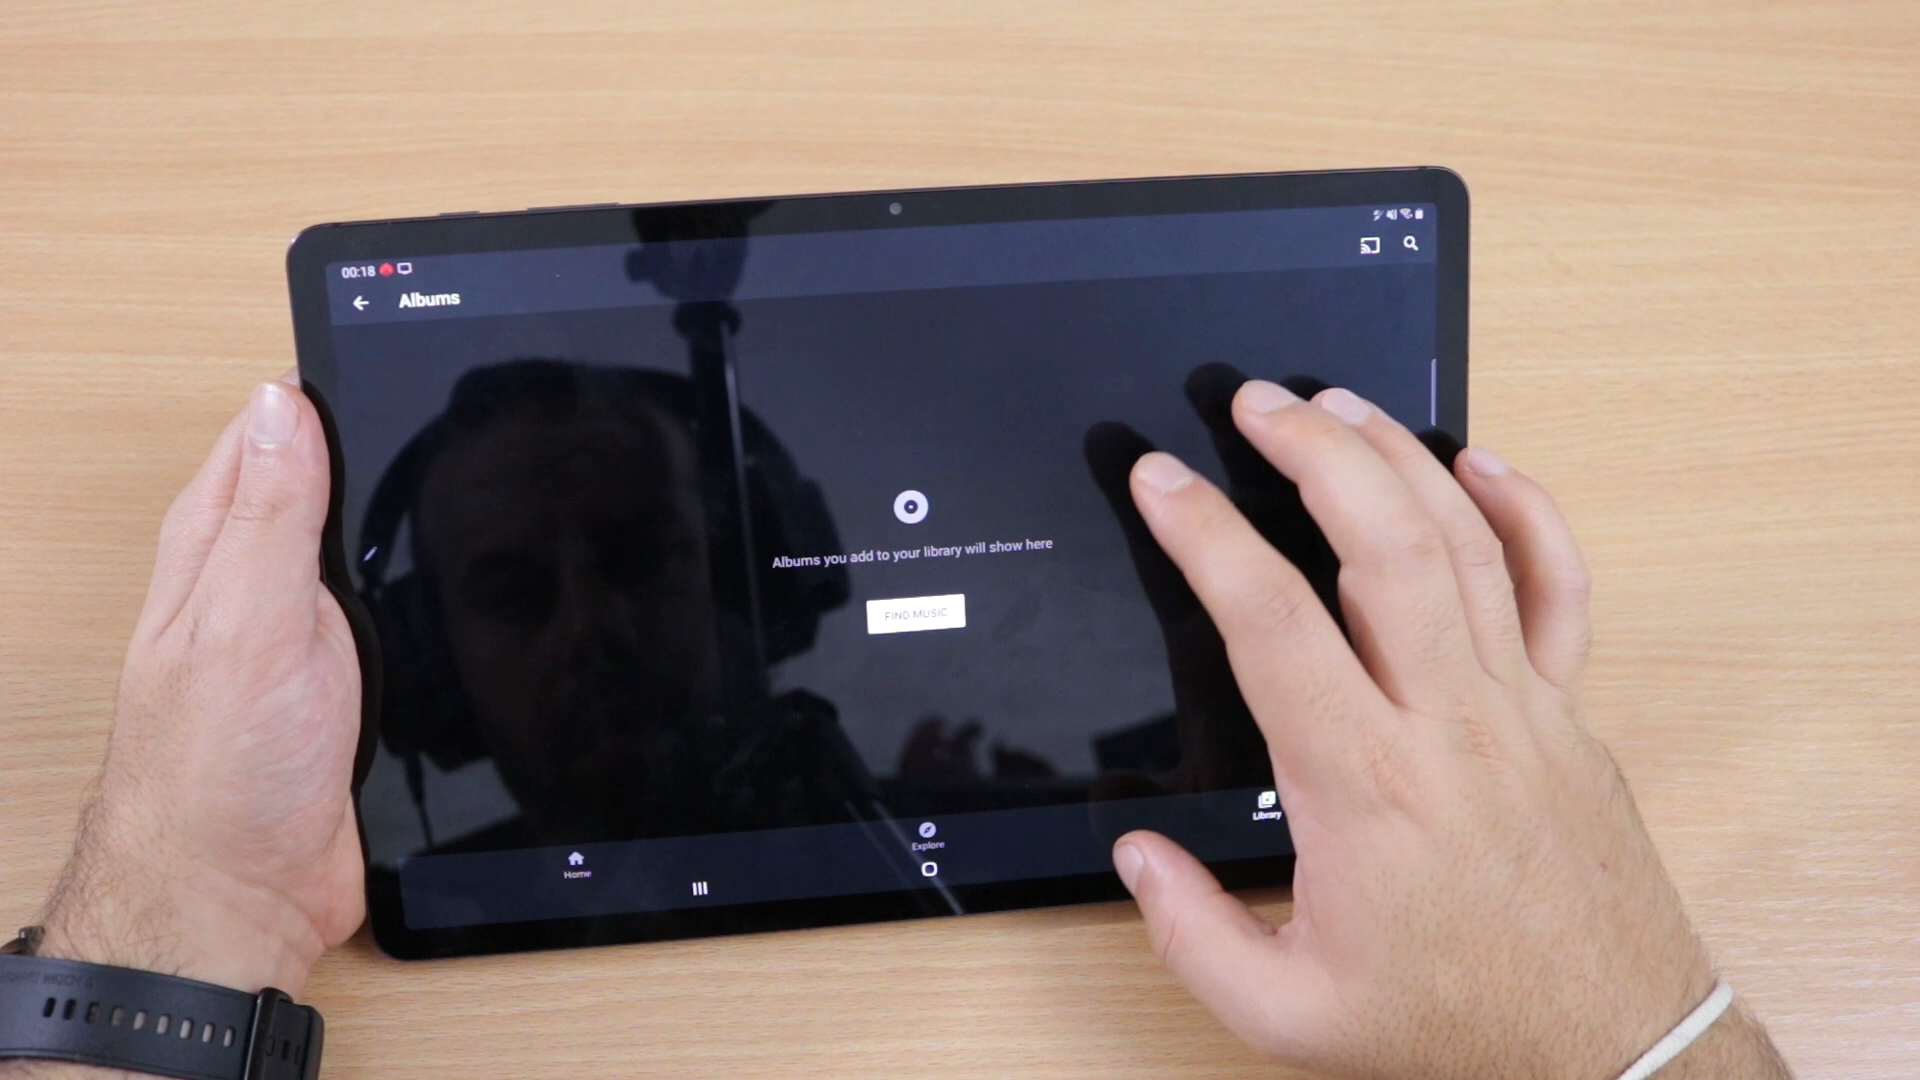 00:18
Albums
Albums you add to your library will show here
FIND MUSIC
Home
Explore
Library